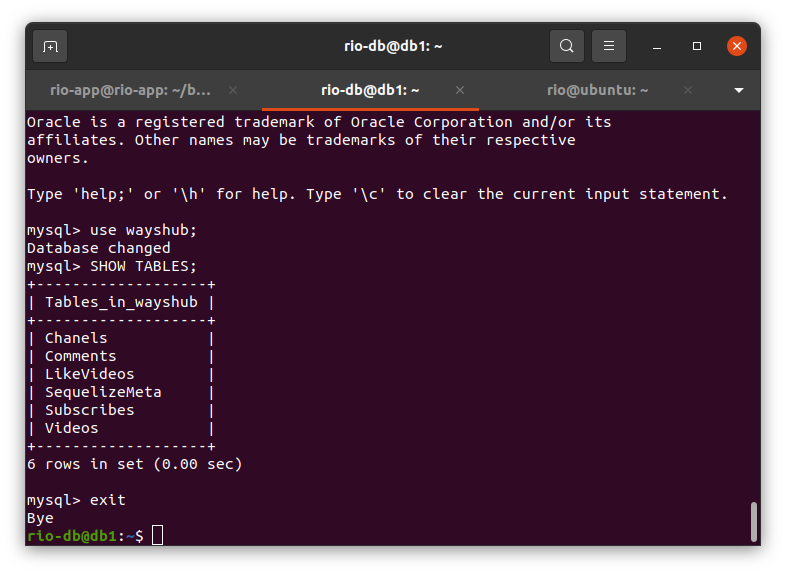 rio-db@db1: ~
rio-app@rio-app: ~/b... rio-db@db1: ~ rio@ubuntu: ~
Oracle is a registered trademark of Oracle Corporation and/or its
affiliates. Other names may be trademarks of their respective
owners.
Type 'help;' or '\h' for help. Type '\c' to clear the current input statement.
mysql> use wayshub;
Database changed
mysql> SHOW TABLES;
+-------------------+
| Tables_in_wayshub |
+-------------------+
| Chanels           |
| Comments          |
| LikeVideos        |
| SequelizeMeta     |
| Subscribes        |
| Videos            |
+-------------------+
6 rows in set (0.00 sec)
mysql> exit
Bye
rio-db@db1:~$